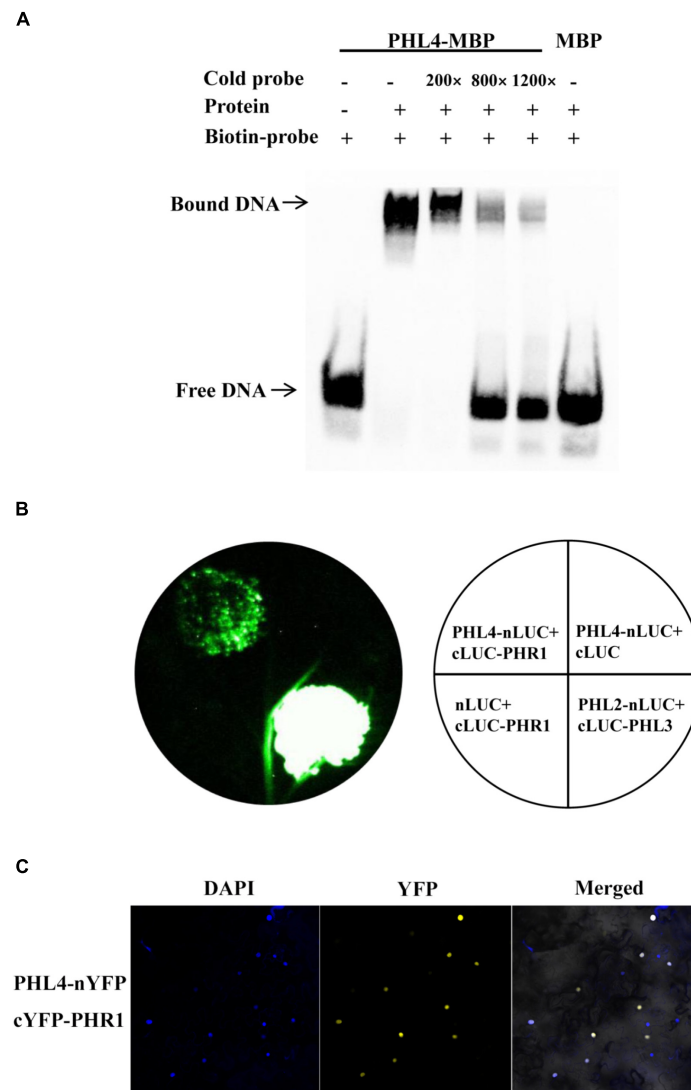 A
PHL4-MBP MBP
Cold probe - - 200× 800× 1200× -
Protein - + + + + +
Biotin-probe + + + + + +
Bound DNA→
Free DNA→
B
PHL4-nLUC+
cLUC-PHR1
PHL4-nLUC+
cLUC
nLUC+
cLUC-PHR1
PHL2-nLUC+
cLUC-PHL3
C
DAPI YFP Merged
PHL4-nYFP
cYFP-PHR1